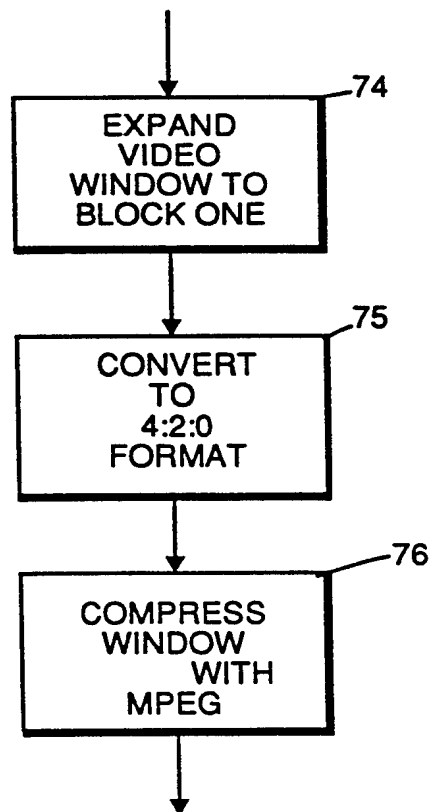 74
EXPAND
VIDEO
WINDOW TO
BLOCK ONE
75
CONVERT
TO
4:2:0
FORMAT
76
COMPRESS
WINDOW
WITH
MPEG